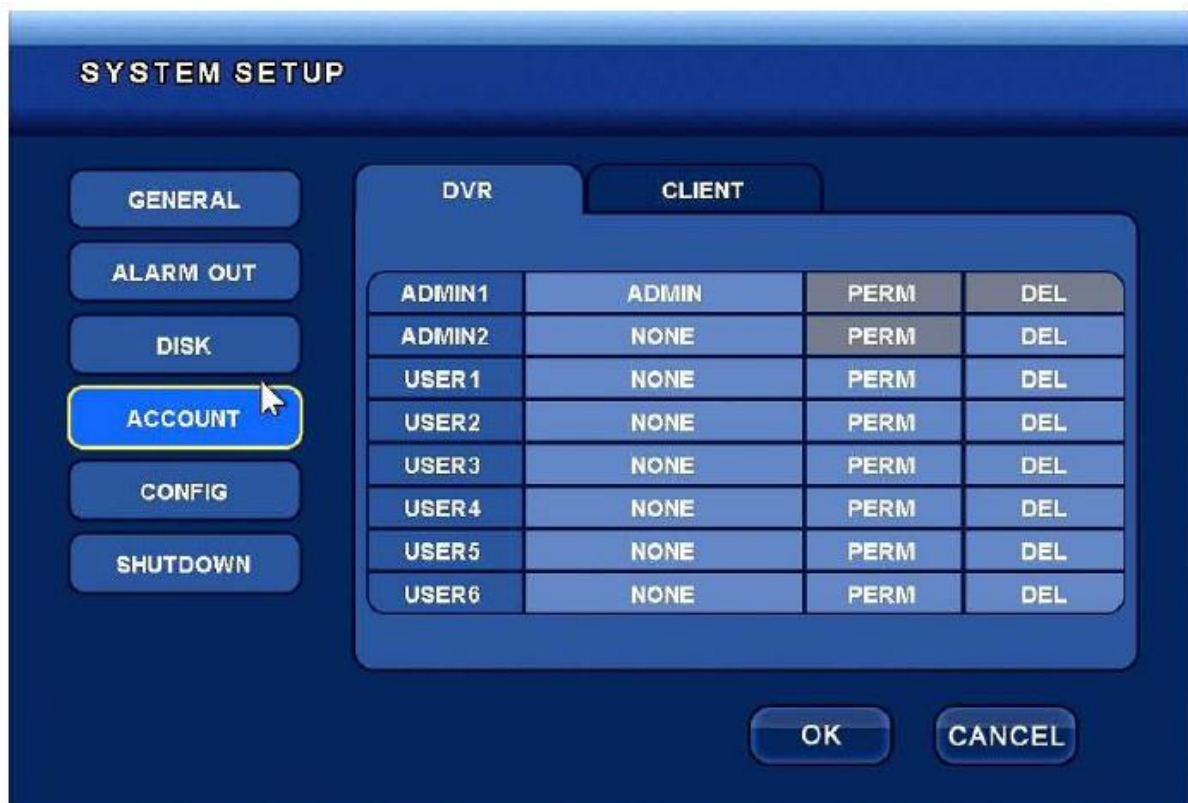 SYSTEM SETUP
GENERAL
ALARM OUT
DISK
ACCOUNT
CONFIG
SHUTDOWN
DVR CLIENT
ADMIN1 ADMIN PERM DEL
ADMIN2 NONE PERM DEL
USER1 NONE PERM DEL
USER2 NONE PERM DEL
USER3 NONE PERM DEL
USER4 NONE PERM DEL
USER5 NONE PERM DEL
USER6 NONE PERM DEL
OK CANCEL